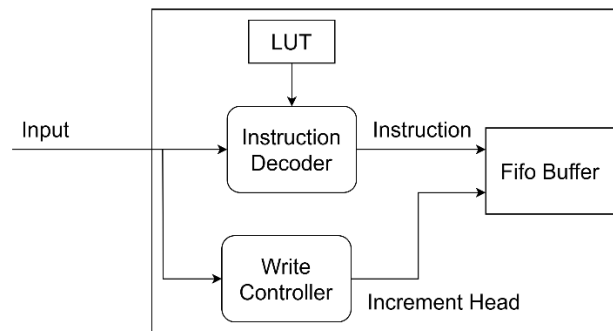 LUT
Input
Instruction
Decoder
Instruction
Fifo Buffer
Write
Controller
Increment Head